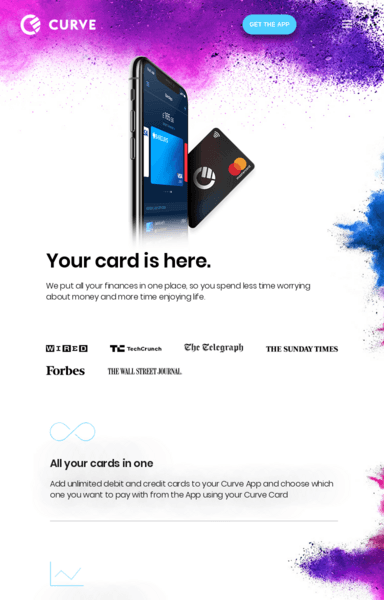 CURVE
GET THE APP
Your card is here.
We put all your finances in one place, so you spend less time worrying
about money and more time enjoying life.
WIRED
TC TechCrunch
The Telegraph
THE SUNDAY TIMES
Forbes
THE WALL STREET JOURNAL
All your cards in one
Add unlimited debit and credit cards to your Curve App and choose which
one you want to pay with from the App using your Curve Card